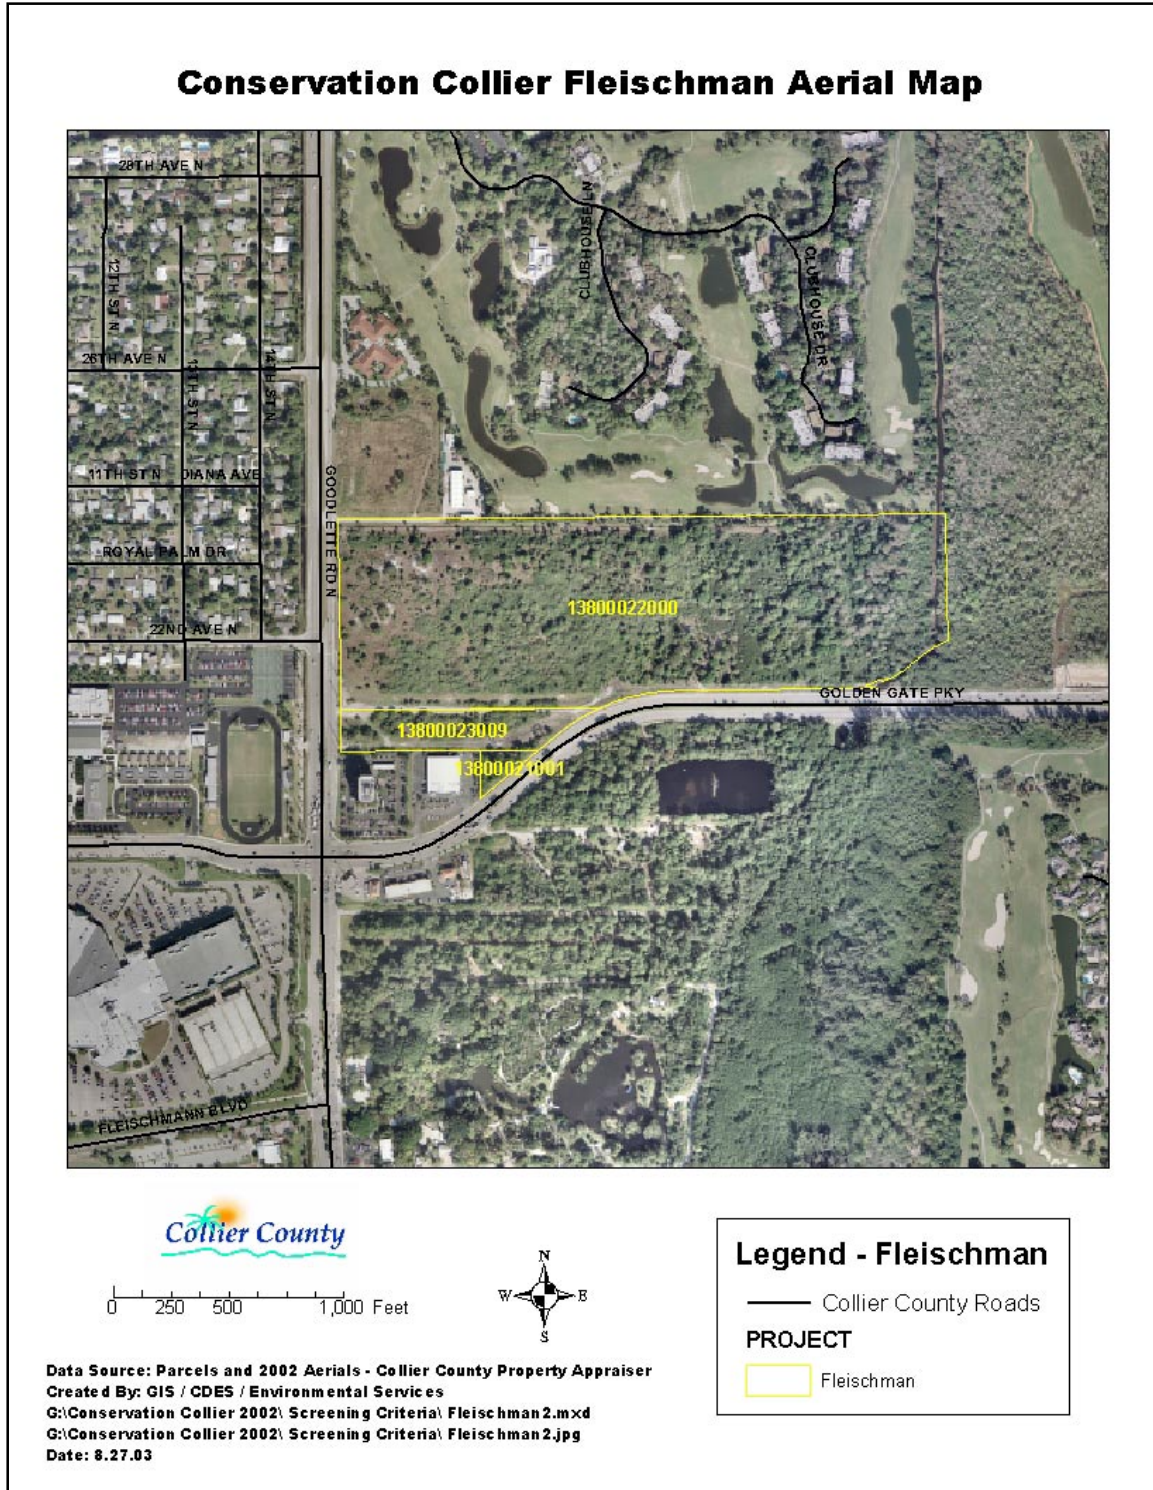 Conservation Collier Fleischman Aerial Map
28TH AVE N
12TH ST N
26TH AVE N
13TH ST N
14TH ST N
11TH ST N
DIANA AVE
ROYAL PALM DR
22ND AVE N
GOODLETTE RD N
CLUBHOUSE LN
CLUBHOUSE DR
13800022000
GOLDEN GATE PKY
13800023009
13800021001
FLEISCHMANN BLVD
Collier County
0 250 500 1,000 Feet
N
W E
S
Legend - Fleischman
Collier County Roads
PROJECT
Fleischman
Data Source: Parcels and 2002 Aerials - Collier County Property Appraiser
Created By: GIS / CDES / Environmental Services
G:\Conservation Collier 2002\ Screening Criteria\ Fleischman2.mxd
G:\Conservation Collier 2002\ Screening Criteria\ Fleischman2.jpg
Date: 8.27.03